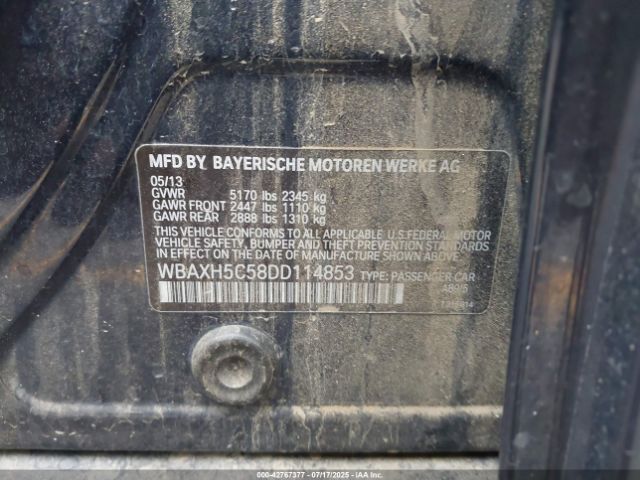 MFD BY BAYERISCHE MOTOREN WERKE AG
05/13
GVWR 5170 lbs 2345 kg
GAWR FRONT 2447 lbs 1110 kg
GAWR REAR 2888 lbs 1310 kg
THIS VEHICLE CONFORMS TO ALL APPLICABLE U.S. FEDERAL MOTOR
VEHICLE SAFETY, BUMPER AND THEFT PREVENTION STANDARDS IN
EFFECT ON THE DATE OF MANUFACTURE SHOWN ABOVE.
WBAXH5C58DD114853 TYPE: PASSENGER CAR
000-42767377 - 07/17/2025 - COPYRIGHT IAA, LLC